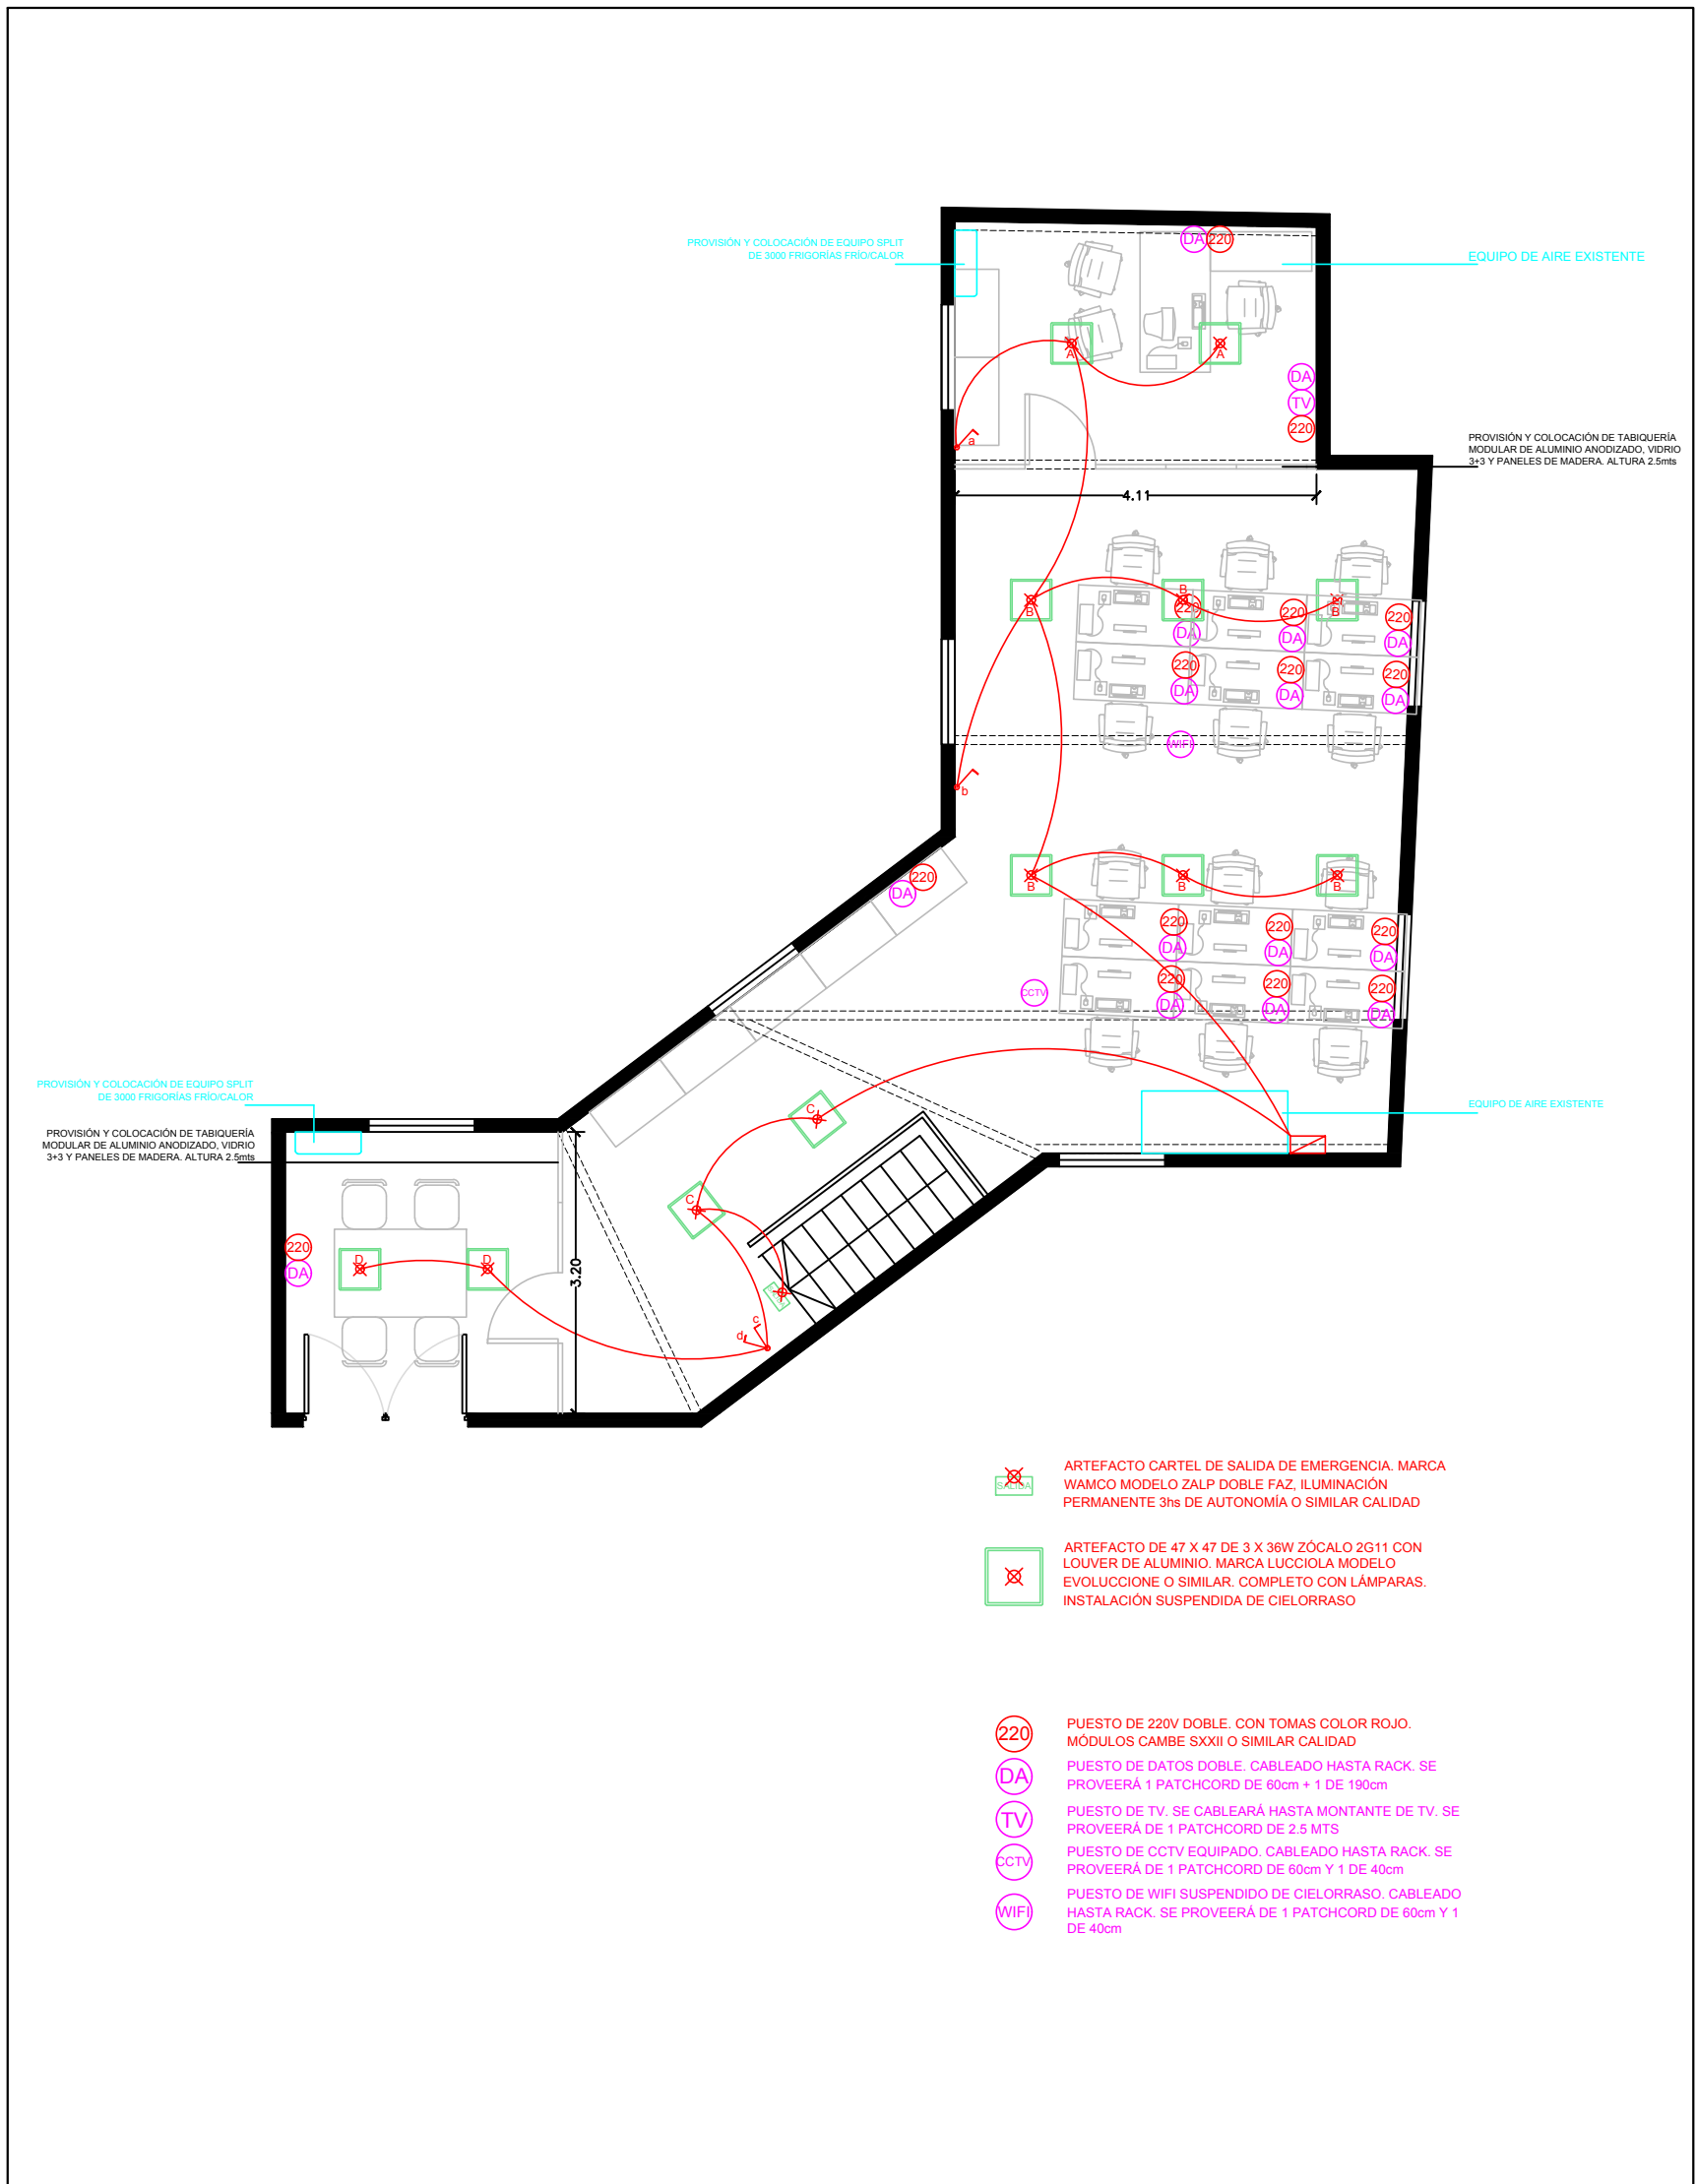 PROVISIÓN Y COLOCACIÓN DE EQUIPO SPLIT
DE 3000 FRIGORÍAS FRÍO/CALOR
EQUIPO DE AIRE EXISTENTE
DA
220
A
A
DA
TV
220
a
PROVISIÓN Y COLOCACIÓN DE TABIQUERÍA
MODULAR DE ALUMINIO ANODIZADO, VIDRIO
3+3 Y PANELES DE MADERA. ALTURA 2.5mts
4.11
B
B
B
220
220
220
DA
DA
DA
220
220
220
DA
DA
DA
WIFI
b
B
B
B
220
DA
220
220
220
DA
DA
DA
220
220
220
DA
DA
DA
CCTV
PROVISIÓN Y COLOCACIÓN DE EQUIPO SPLIT
DE 3000 FRIGORÍAS FRÍO/CALOR
EQUIPO DE AIRE EXISTENTE
PROVISIÓN Y COLOCACIÓN DE TABIQUERÍA
MODULAR DE ALUMINIO ANODIZADO, VIDRIO
3+3 Y PANELES DE MADERA. ALTURA 2.5mts
C
C
220
DA
D
D
3.20
c
d
SALIDA
ARTEFACTO CARTEL DE SALIDA DE EMERGENCIA. MARCA
WAMCO MODELO ZALP DOBLE FAZ, ILUMINACIÓN
PERMANENTE 3hs DE AUTONOMÍA O SIMILAR CALIDAD
ARTEFACTO DE 47 X 47 DE 3 X 36W ZÓCALO 2G11 CON
LOUVER DE ALUMINIO. MARCA LUCCIOLA MODELO
EVOLUCCIONE O SIMILAR. COMPLETO CON LÁMPARAS.
INSTALACIÓN SUSPENDIDA DE CIELORRASO
220
PUESTO DE 220V DOBLE. CON TOMAS COLOR ROJO.
MÓDULOS CAMBE SXXII O SIMILAR CALIDAD
DA
PUESTO DE DATOS DOBLE. CABLEADO HASTA RACK. SE
PROVEERÁ 1 PATCHCORD DE 60cm + 1 DE 190cm
TV
PUESTO DE TV. SE CABLEARÁ HASTA MONTANTE DE TV. SE
PROVEERÁ DE 1 PATCHCORD DE 2.5 MTS
CCTV
PUESTO DE CCTV EQUIPADO. CABLEADO HASTA RACK. SE
PROVEERÁ DE 1 PATCHCORD DE 60cm Y 1 DE 40cm
WIFI
PUESTO DE WIFI SUSPENDIDO DE CIELORRASO. CABLEADO
HASTA RACK. SE PROVEERÁ DE 1 PATCHCORD DE 60cm Y 1
DE 40cm